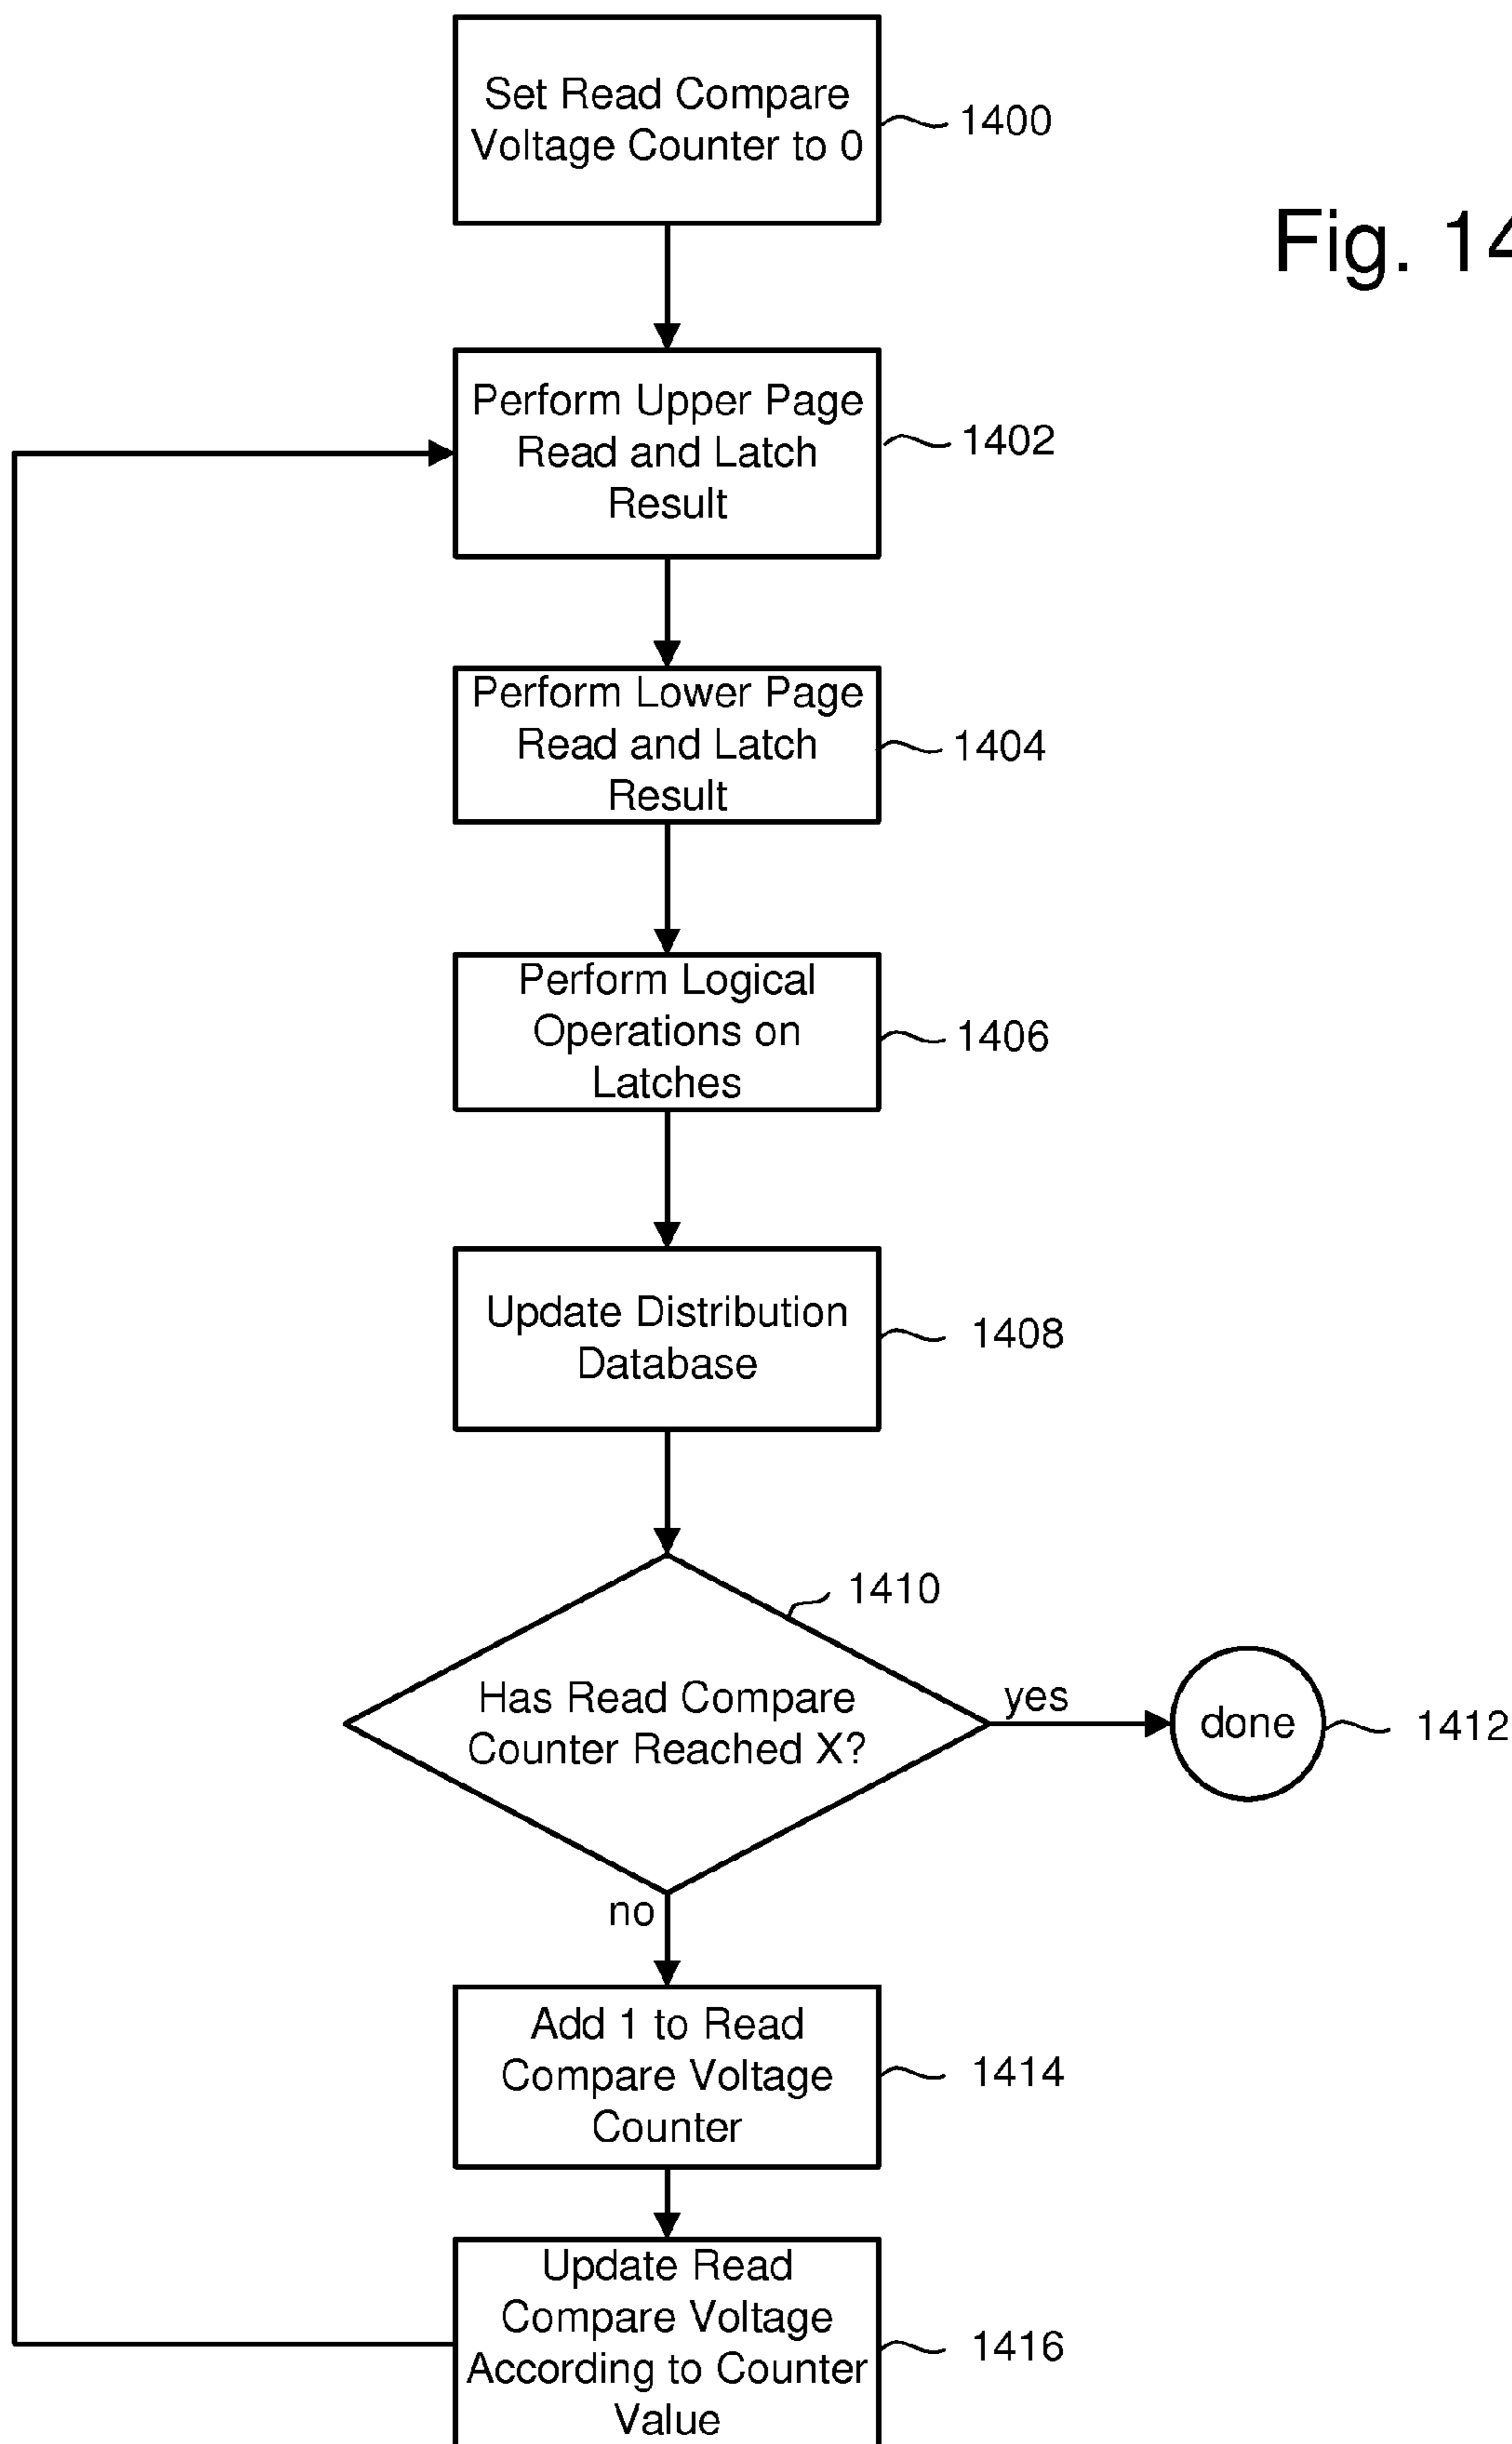 Set Read Compare
Voltage Counter to 0
1400
Fig. 14
Perform Upper Page
Read and Latch
Result
1402
Perform Lower Page
Read and Latch
Result
1404
Perform Logical
Operations on
Latches
1406
Update Distribution
Database
1408
1410
Has Read Compare
Counter Reached X?
yes
done
1412
no
Add 1 to Read
Compare Voltage
Counter
1414
Update Read
Compare Voltage
According to Counter
Value
1416